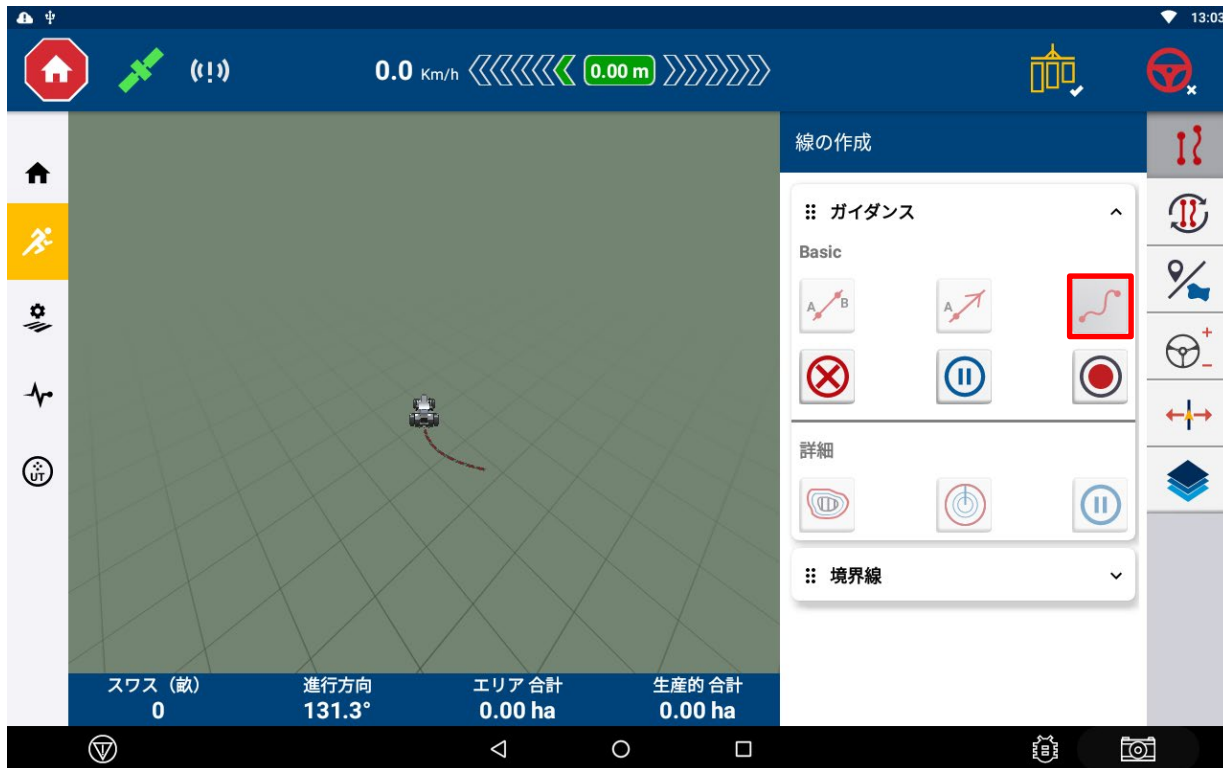 13:03
0.0 Km/h
0.00 m
線の作成
ガイダンス
Basic
A B
A
詳細
境界線
UT
スワス（畝）
0
進行方向
131.3°
エリア 合計
0.00 ha
生産的 合計
0.00 ha